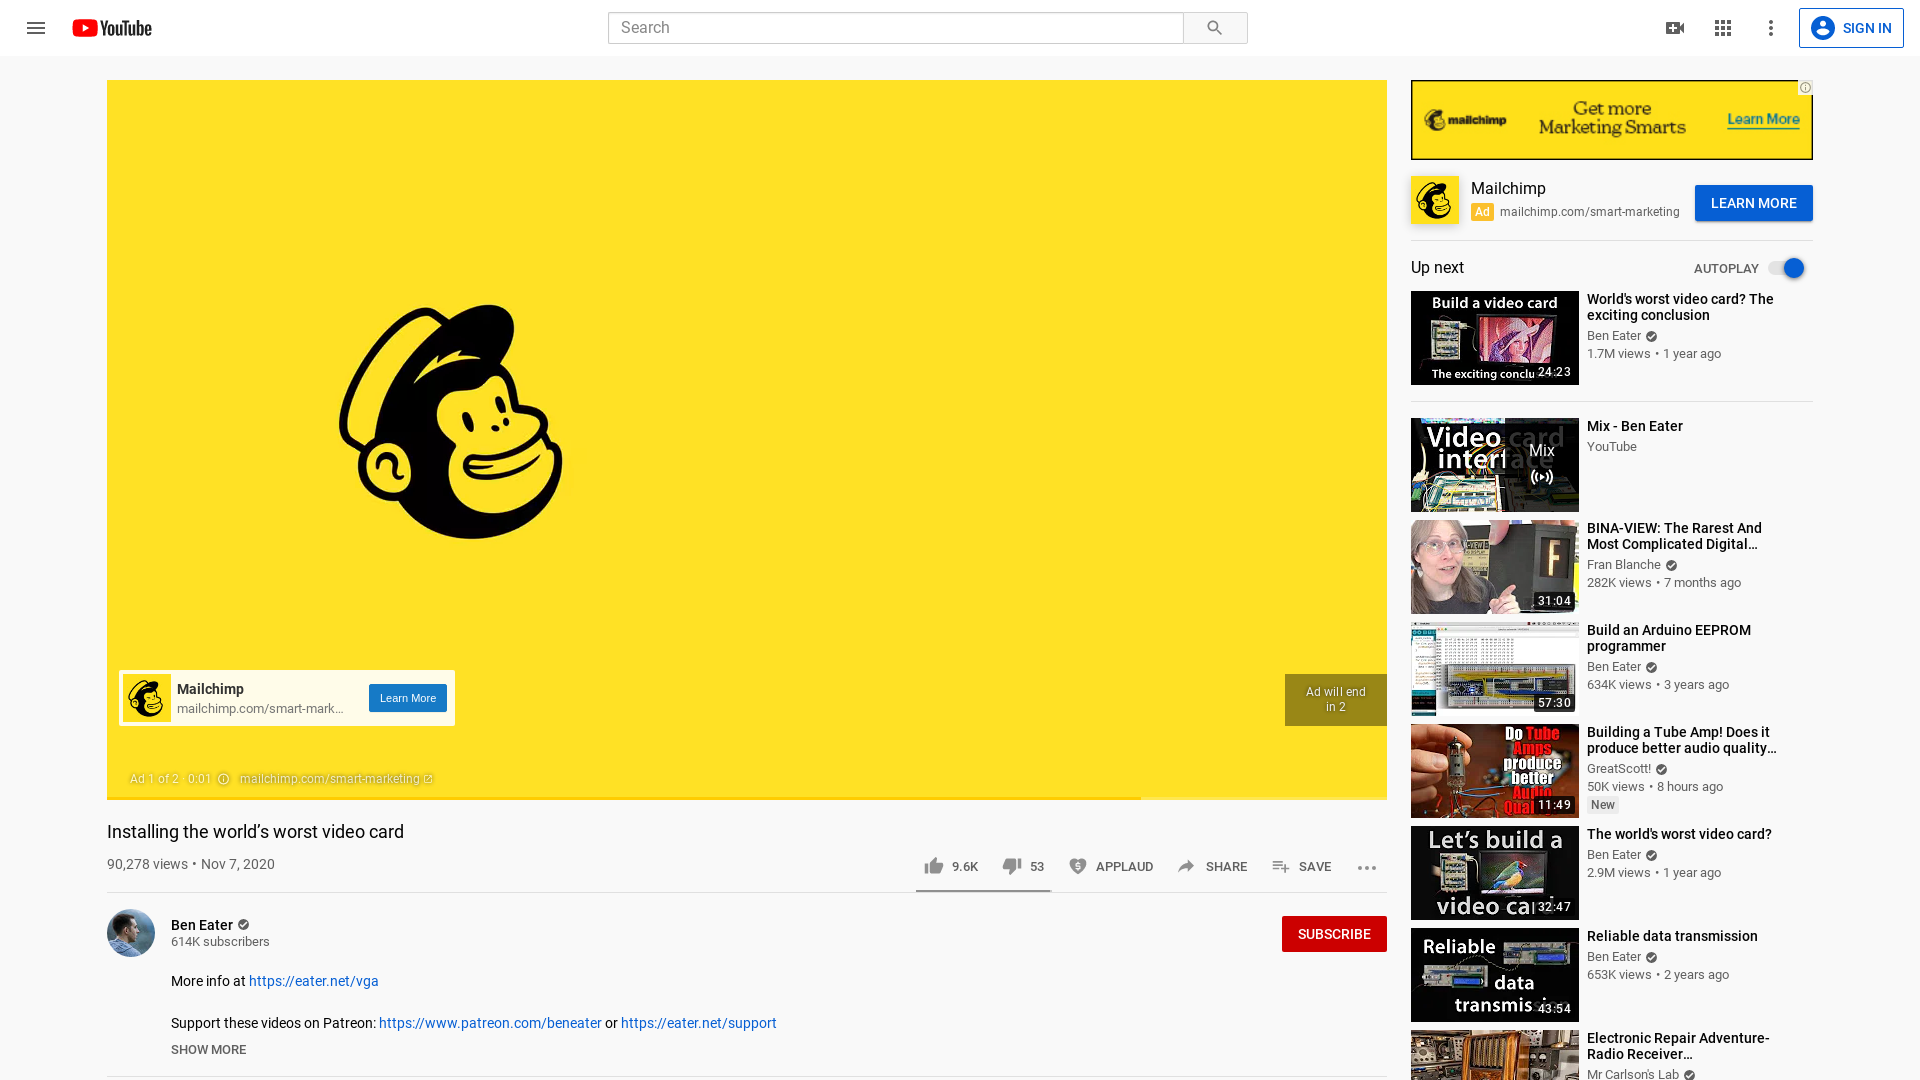 YouTube
Search
SIGN IN
Mailchimp
mailchimp.com/smart-mark...
Learn More
Ad will end
in 2
Ad 1 of 2 · 0:01
mailchimp.com/smart-marketing
Installing the world’s worst video card
90,278 views • Nov 7, 2020
9.6K
53
APPLAUD
SHARE
SAVE
Ben Eater
614K subscribers
SUBSCRIBE
More info at https://eater.net/vga
Support these videos on Patreon: https://www.patreon.com/beneater or https://eater.net/support
SHOW MORE
mailchimp
Get more
Marketing Smarts
Learn More
Mailchimp
Ad mailchimp.com/smart-marketing
LEARN MORE
Up next
AUTOPLAY
Build a video card
The exciting conclu
24:23
World's worst video card? The
exciting conclusion
Ben Eater
1.7M views • 1 year ago
Video card
interface
Mix
Mix - Ben Eater
YouTube
F
31:04
BINA-VIEW: The Rarest And
Most Complicated Digital…
Fran Blanche
282K views • 7 months ago
57:30
Build an Arduino EEPROM
programmer
Ben Eater
634K views • 3 years ago
Do Tube
Amps
produce
better
Audio
Qual
11:49
Building a Tube Amp! Does it
produce better audio quality…
GreatScott!
50K views • 8 hours ago
New
Let’s build a
video card
32:47
The world's worst video card?
Ben Eater
2.9M views • 1 year ago
Reliable
data
transmission
43:54
Reliable data transmission
Ben Eater
653K views • 2 years ago
Electronic Repair Adventure-
Radio Receiver…
Mr Carlson's Lab